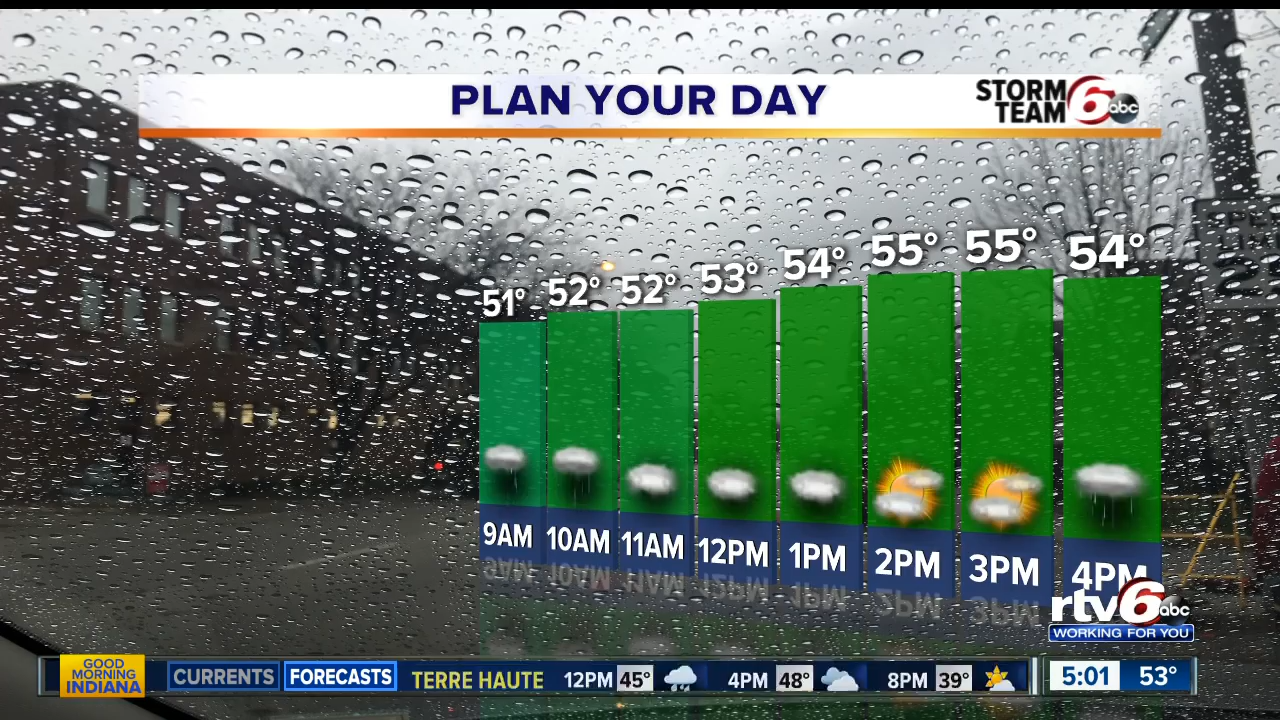 PLAN YOUR DAY
STORM TEAM 6 abc
51° 52° 52° 53° 54° 55° 55° 54°
9AM 10AM 11AM 12PM 1PM 2PM 3PM 4PM
rtv6 abc
WORKING FOR YOU
GOOD MORNING INDIANA
CURRENTS FORECASTS TERRE HAUTE 12PM 45° 4PM 48° 8PM 39° 5:01 53°